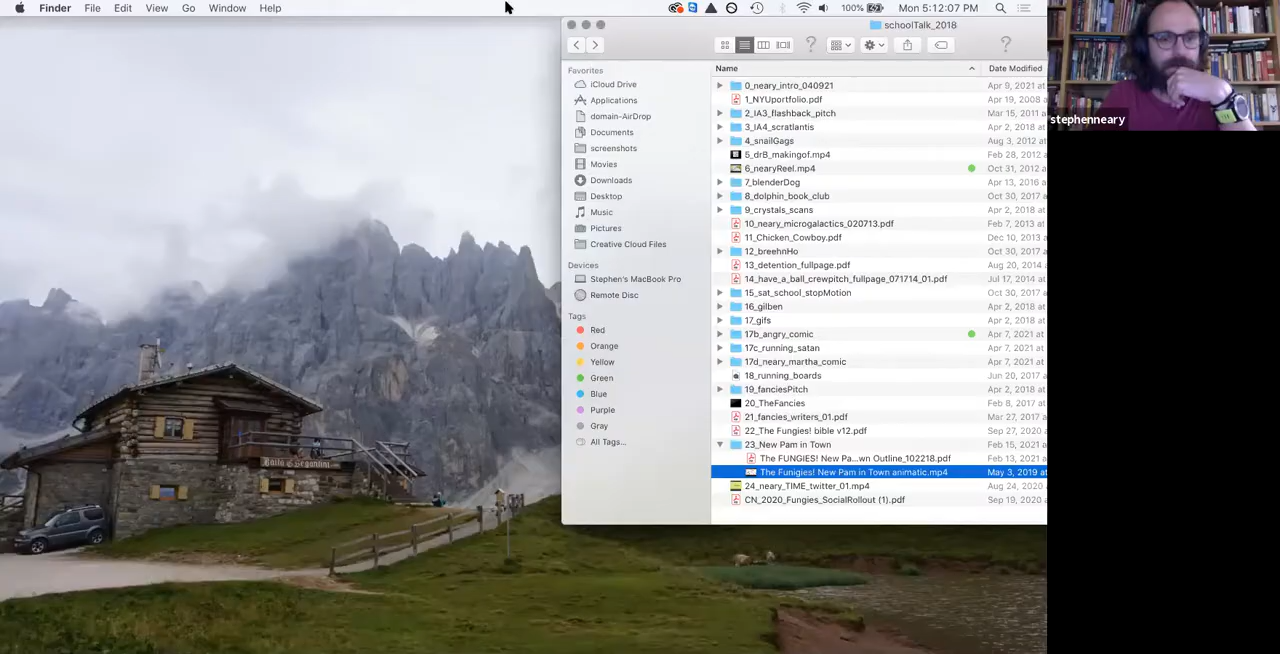 Finder File Edit View Go Window Help 100% Mon 5:12:07 PM
schoolTalk_2018
Favorites
iCloud Drive
Applications
domain-AirDrop
Documents
screenshots
Movies
Downloads
Desktop
Music
Pictures
Creative Cloud Files
Devices
Stephen's MacBook Pro
Remote Disc
Tags
Red
Orange
Yellow
Green
Blue
Purple
Gray
All Tags...
Name Date Modified
0_neary_intro_040921 Apr 9, 2021 at
1_NYUportfolio.pdf Apr 19, 2008 at
2_IA3_flashback_pitch Mar 15, 2011 at
3_IA4_scratlantis Apr 2, 2018 at
4_snailGags Aug 3, 2012 at
5_drB_makingof.mp4 Feb 28, 2012 at
6_nearyReel.mp4 Oct 31, 2012 at
7_blenderDog Apr 13, 2016 at
8_dolphin_book_club Oct 30, 2017 at
9_crystals_scans Apr 2, 2018 at
10_neary_microgalactics_020713.pdf Feb 7, 2013 at
11_Chicken_Cowboy.pdf Dec 10, 2013 at
12_breehnHo Oct 30, 2017 at
13_detention_fullpage.pdf Aug 20, 2014 at
14_have_a_ball_crewpitch_fullpage_071714_01.pdf Jul 17, 2014 at
15_sat_school_stopMotion Oct 30, 2017 at
16_gilben Apr 2, 2018 at
17_gifs Apr 2, 2018 at
17b_angry_comic Apr 7, 2021 at
17c_running_satan Apr 7, 2021 at
17d_neary_martha_comic Apr 7, 2021 at
18_running_boards Jun 20, 2017 at
19_fanciesPitch Apr 2, 2018 at
20_TheFancies Feb 8, 2017 at
21_fancies_writers_01.pdf Mar 27, 2017 at
22_The Fungies! bible v12.pdf Sep 27, 2020 at
23_New Pam in Town Feb 15, 2021 at
The FUNGIES! New Pa...wn Outline_102218.pdf Feb 13, 2021 at
The Funigies! New Pam in Town animatic.mp4 May 3, 2019 at
24_neary_TIME_twitter_01.mp4 Aug 24, 2020 at
CN_2020_Fungies_SocialRollout (1).pdf Sep 19, 2020 at
stephenneary